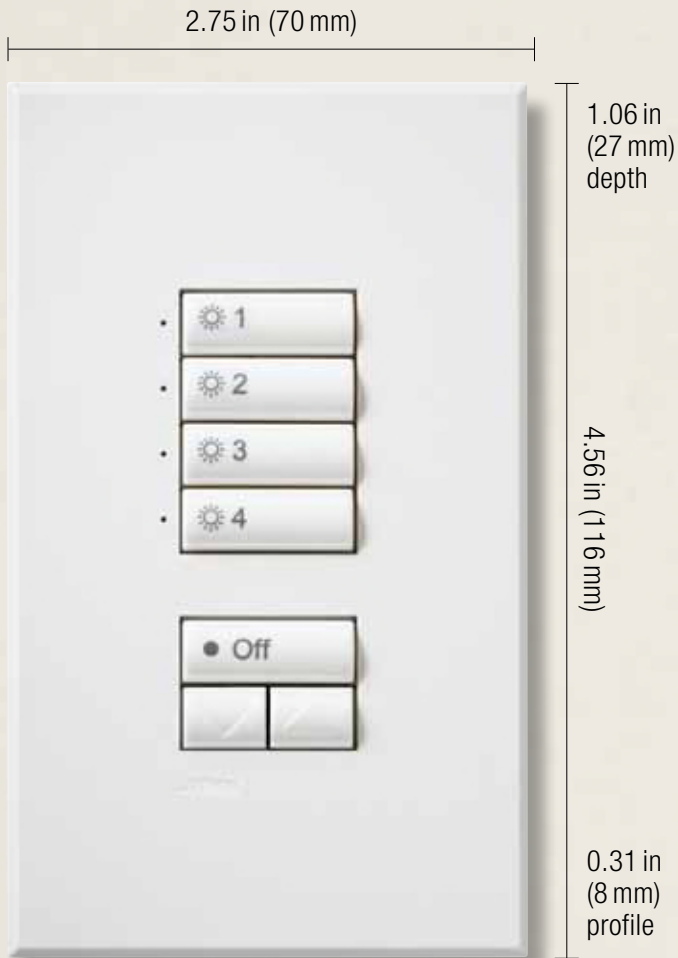 2.75 in (70 mm)
1.06 in
(27 mm)
depth
1
2
3
4
4.56 in (116 mm)
Off
0.31 in
(8 mm)
profile